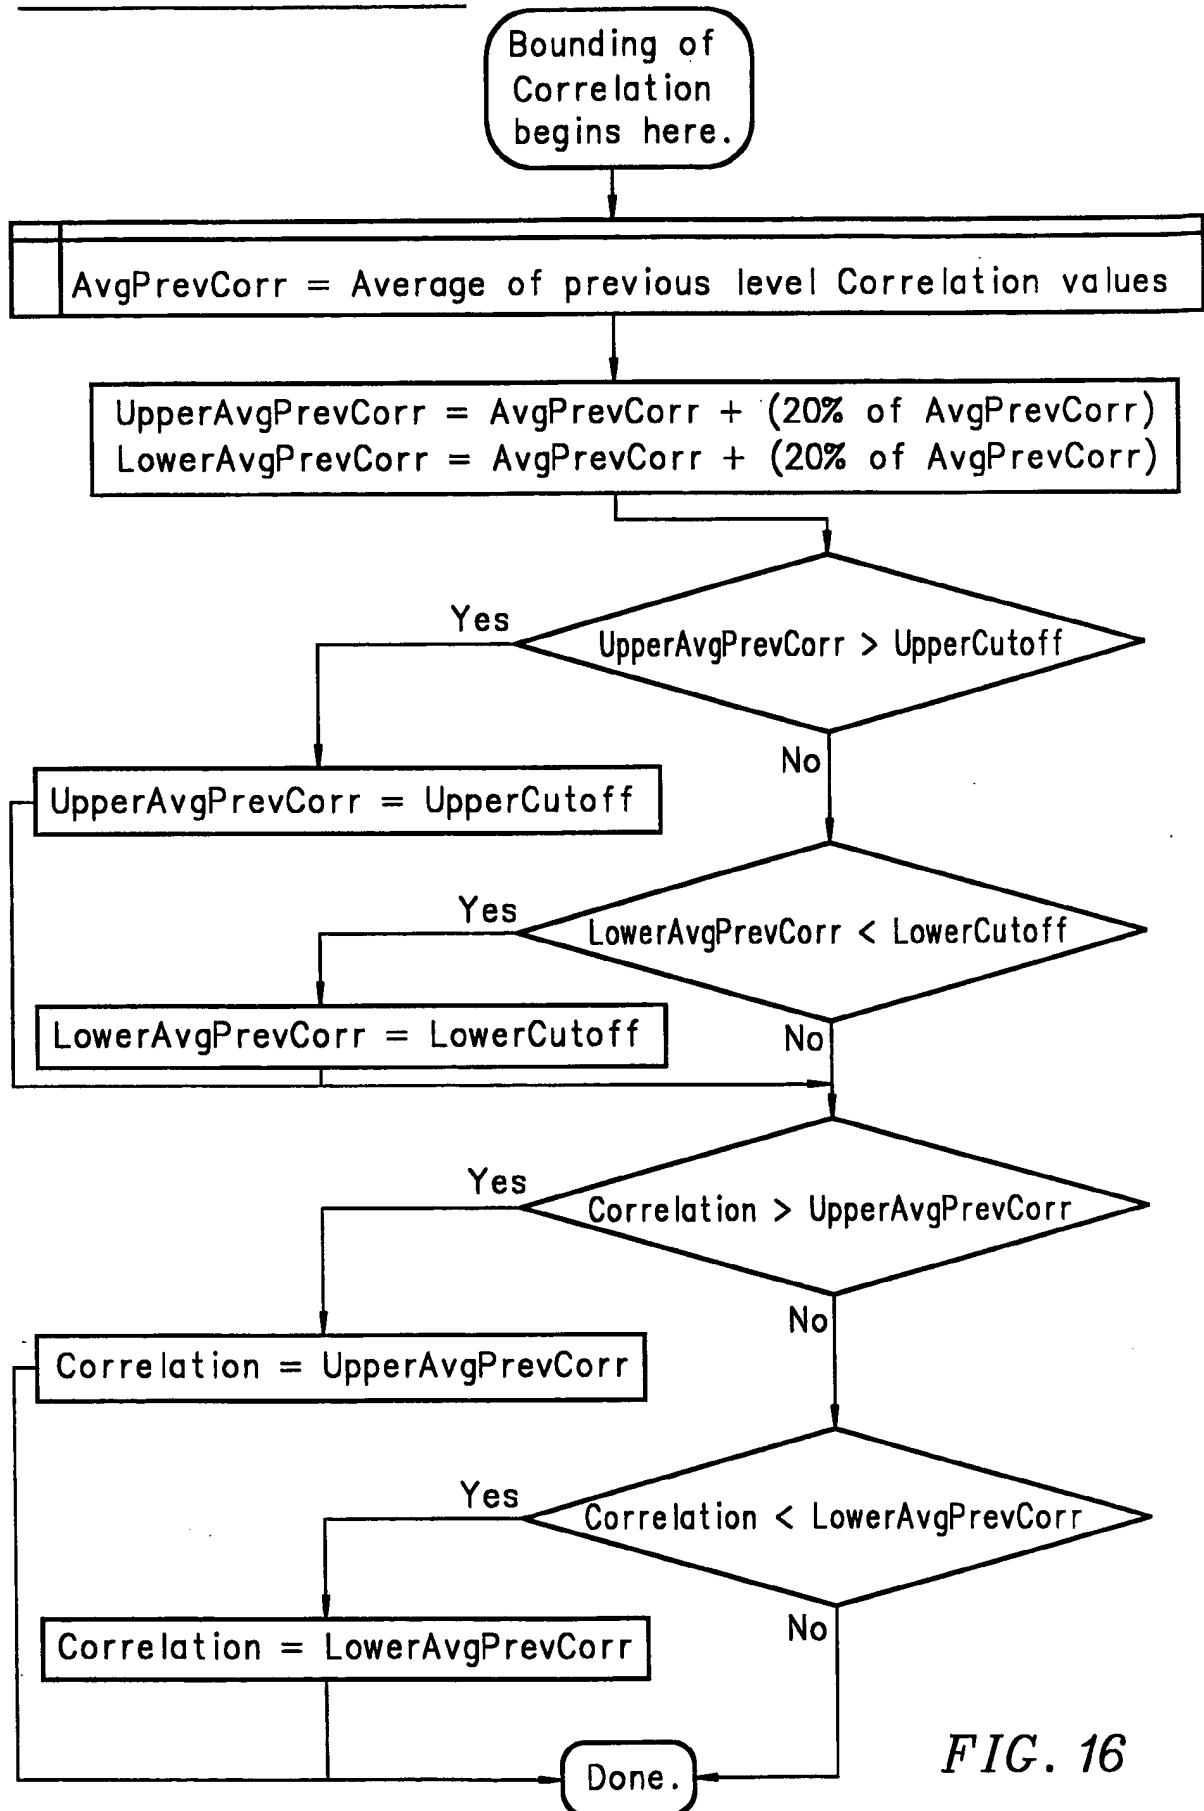 Bounding of
Correlation
begins here.
AvgPrevCorr = Average of previous level Correlation values
UpperAvgPrevCorr = AvgPrevCorr + (20% of AvgPrevCorr)
LowerAvgPrevCorr = AvgPrevCorr + (20% of AvgPrevCorr)
Yes
UpperAvgPrevCorr > UpperCutoff
No
UpperAvgPrevCorr = UpperCutoff
Yes
LowerAvgPrevCorr < LowerCutoff
LowerAvgPrevCorr = LowerCutoff
No
Yes
Correlation > UpperAvgPrevCorr
No
Correlation = UpperAvgPrevCorr
Yes
Correlation < LowerAvgPrevCorr
No
Correlation = LowerAvgPrevCorr
Done.
FIG. 16